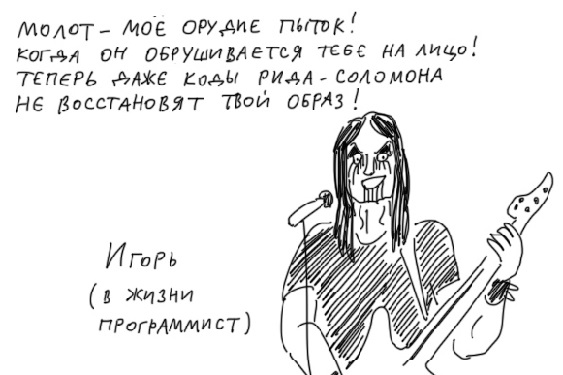 МОЛОТ - МОЁ ОРУДИЕ ПЫТОК!
КОГДА ОН ОБРУШИВАЕТСЯ ТЕБЕ НА ЛИЦО!
ТЕПЕРЬ ДАЖЕ КОДЫ РИДА-СОЛОМОНА
НЕ ВОССТАНОВЯТ ТВОЙ ОБРАЗ!
ИГОРЬ
(В ЖИЗНИ
ПРОГРАММИСТ)